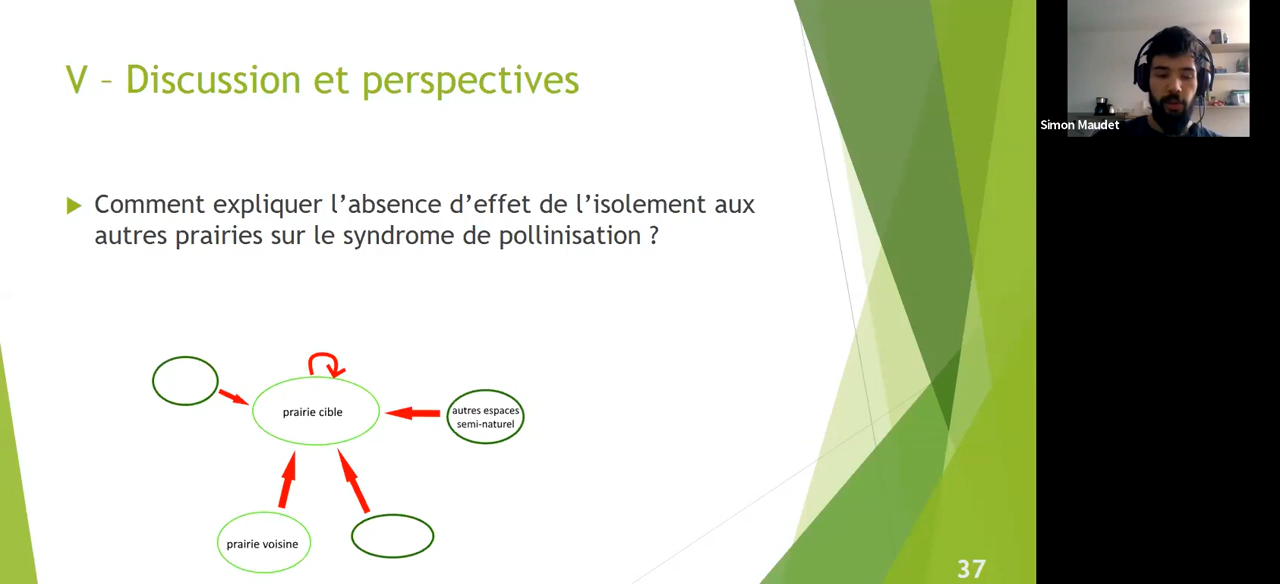 V – Discussion et perspectives
Simon Maudet
Comment expliquer l’absence d’effet de l’isolement aux
autres prairies sur le syndrome de pollinisation ?
prairie cible
autres espaces
semi-naturel
prairie voisine
37